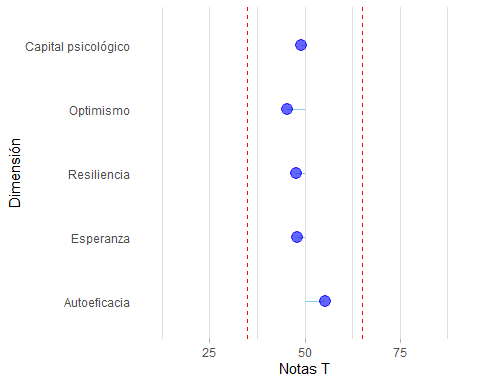 Capital psicológico
Optimismo
Resiliencia
Esperanza
Autoeficacia
Dimensión
25 50 75
Notas T